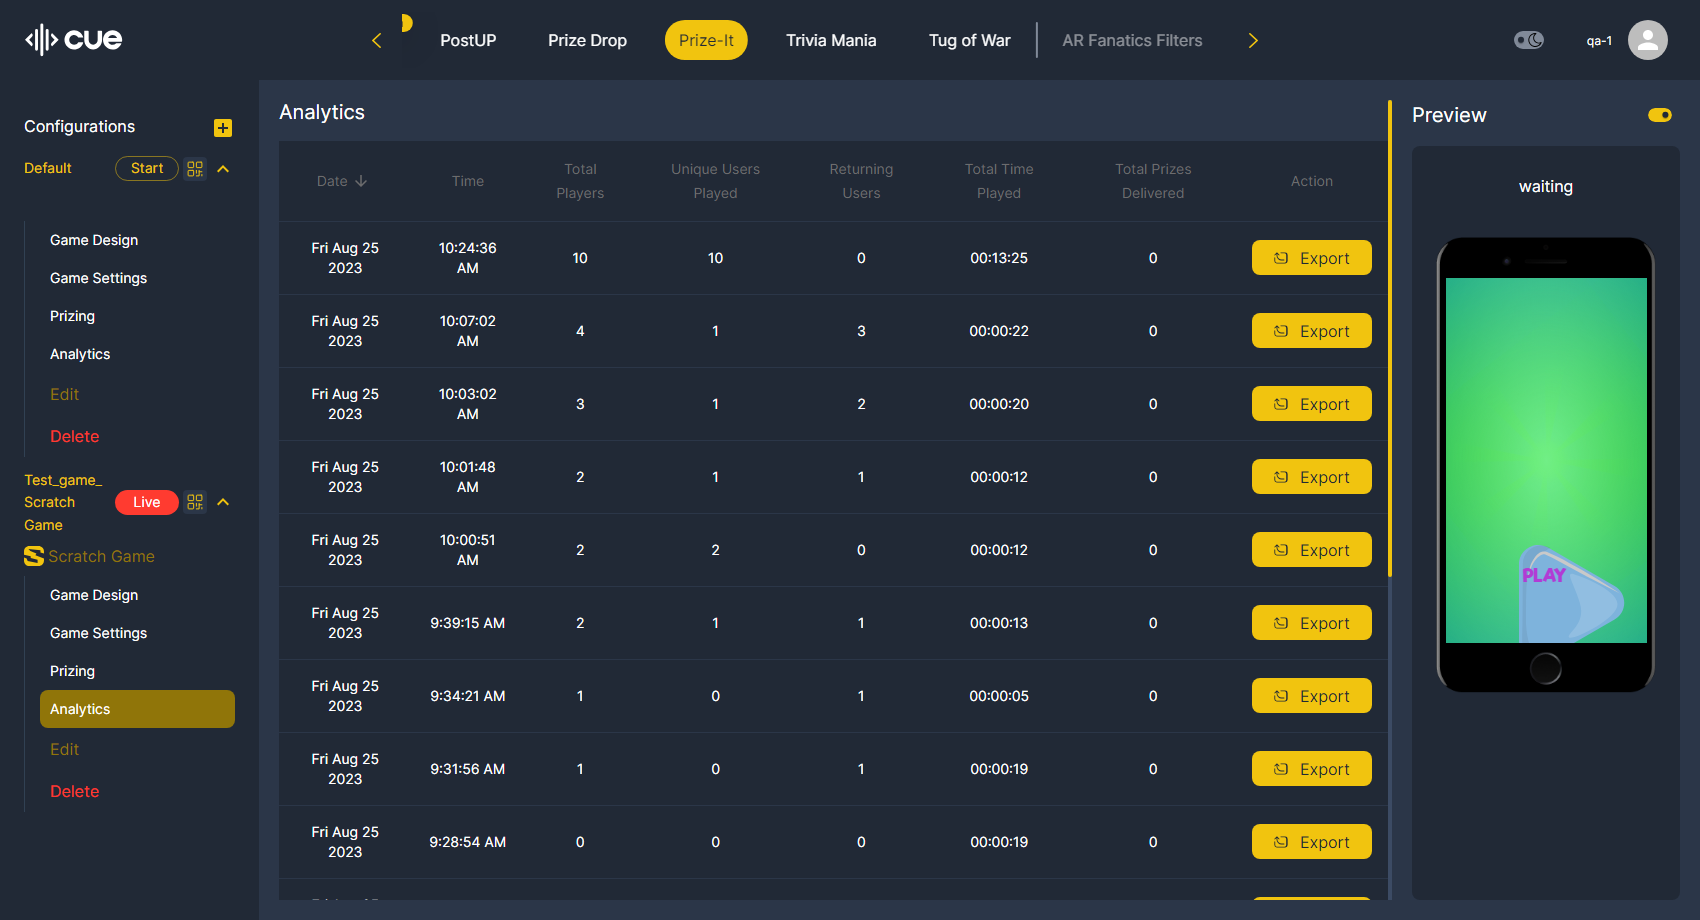 cue
PostUP
Prize Drop
Prize-It
Trivia Mania
Tug of War
AR Fanatics Filters
qa-1
Configurations
Default
Start
Game Design
Game Settings
Prizing
Analytics
Edit
Delete
Test_game_
Scratch
Game
Live
Scratch Game
Game Design
Game Settings
Prizing
Analytics
Edit
Delete
Analytics
Date
Time
Total
Players
Unique Users
Played
Returning
Users
Total Time
Played
Total Prizes
Delivered
Action
Fri Aug 25
2023
10:24:36
AM
10
10
0
00:13:25
0
Export
Fri Aug 25
2023
10:07:02
AM
4
1
3
00:00:22
0
Export
Fri Aug 25
2023
10:03:02
AM
3
1
2
00:00:20
0
Export
Fri Aug 25
2023
10:01:48
AM
2
1
1
00:00:12
0
Export
Fri Aug 25
2023
10:00:51
AM
2
2
0
00:00:12
0
Export
Fri Aug 25
2023
9:39:15 AM
2
1
1
00:00:13
0
Export
Fri Aug 25
2023
9:34:21 AM
1
0
1
00:00:05
0
Export
Fri Aug 25
2023
9:31:56 AM
1
0
1
00:00:19
0
Export
Fri Aug 25
2023
9:28:54 AM
0
0
0
00:00:19
0
Export
Preview
waiting
PLAY